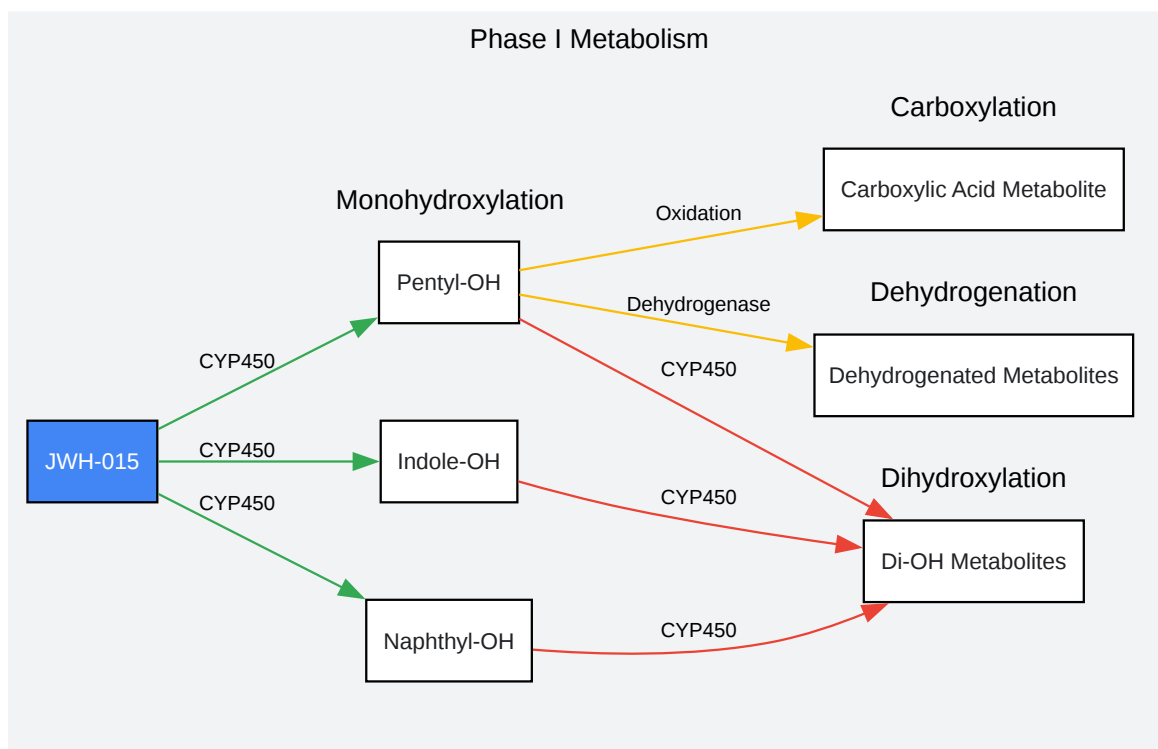 Phase I Metabolism
Carboxylation
Carboxylic Acid Metabolite
Monohydroxylation
Oxidation
Pentyl-OH
Dehydrogenation
Dehydrogenase
CYP450
CYP450
Dehydrogenated Metabolites
JWH-015
CYP450
Indole-OH
Dihydroxylation
CYP450
CYP450
Di-OH Metabolites
Naphthyl-OH
CYP450